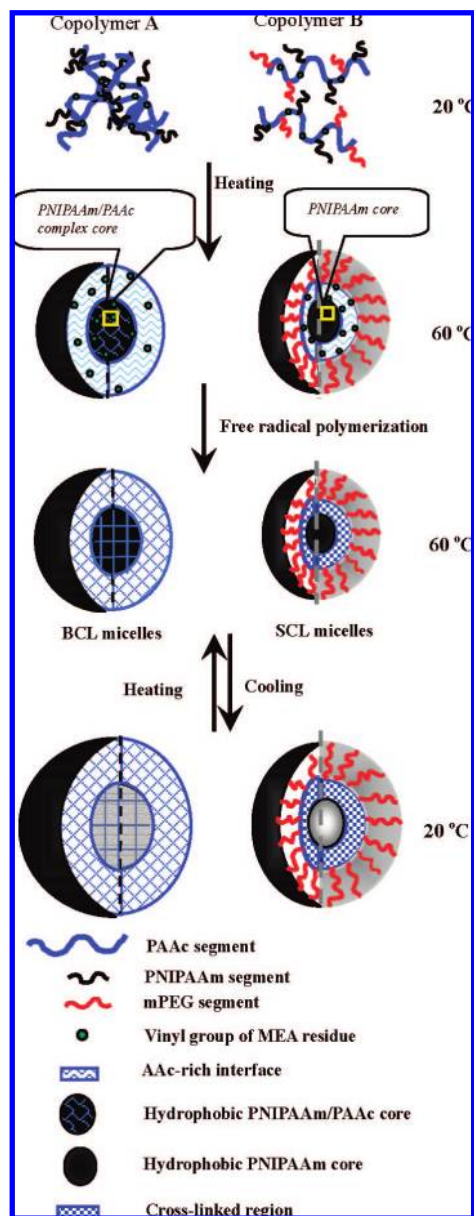 Copolymer A
Copolymer B
20 °C
Heating
PNIPAAm/PAAc
complex core
PNIPAAm core
60 °C
Free radical polymerization
60 °C
BCL micelles
SCL micelles
Heating
Cooling
20 °C
PAAc segment
PNIPAAm segment
mPEG segment
Vinyl group of MEA residue
AAc-rich interface
Hydrophobic PNIPAAm/PAAc core
Hydrophobic PNIPAAm core
Cross-linked region